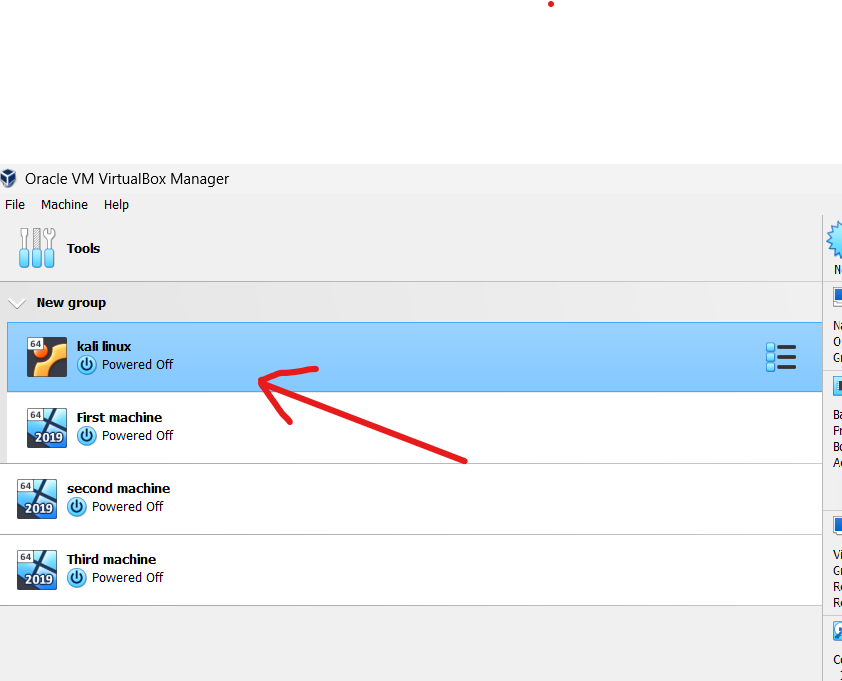 Oracle VM VirtualBox Manager
File Machine Help
Tools
New group
64
kali linux
Powered Off
64
2019
First machine
Powered Off
64
2019
second machine
Powered Off
64
2019
Third machine
Powered Off